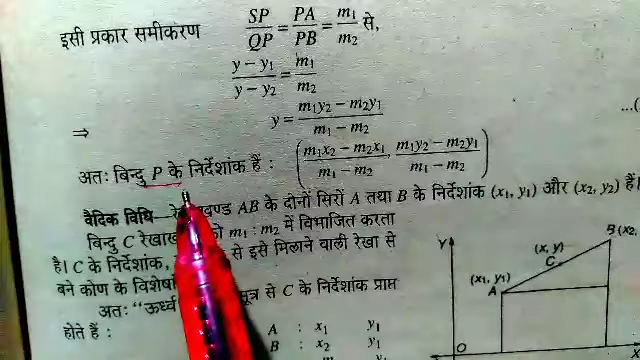 इसी प्रकार समीकरण SP/QP = PA/PB = m₁/m₂ से,
(y − y₁)/(y − y₂) = m₁/m₂
⇒ y = (m₁y₂ − m₂y₁)/(m₁ − m₂) ...(
अतः बिन्दु P के निर्देशांक हैं : ((m₁x₂ − m₂x₁)/(m₁ − m₂), (m₁y₂ − m₂y₁)/(m₁ − m₂))
वैदिक विधि— AB के दोनों सिरों A तथा B के निर्देशांक (x₁, y₁) और (x₂, y₂) हैं।
बिन्दु C m₁ : m₂ में विभाजित करता
है। C के निर्देशांक, से इसे मिलाने वाली रेखा से
बने कोण के सूत्र से C के निर्देशांक प्राप्त
अतः "ऊर्ध्व
होते हैं :
A : x₁ y₁
B : x₂ y₂
Y
B(x₂,
(x, y)
C
(x₁, y₁)
A
O